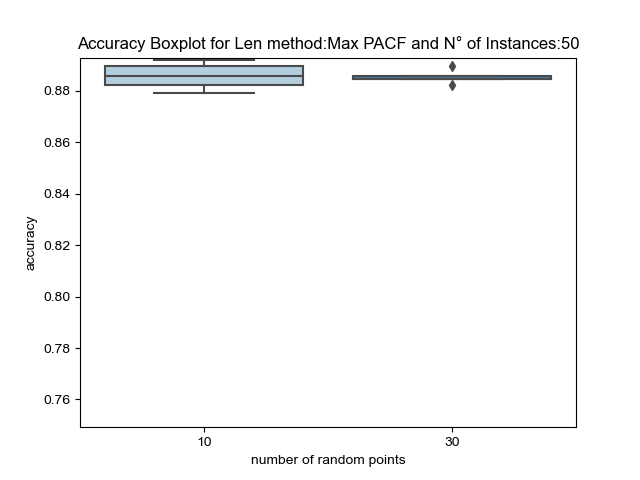 Accuracy Boxplot for Len method:Max PACF and N° of Instances:50
accuracy
0.88
0.86
0.84
0.82
0.80
0.78
0.76
10 30
number of random points